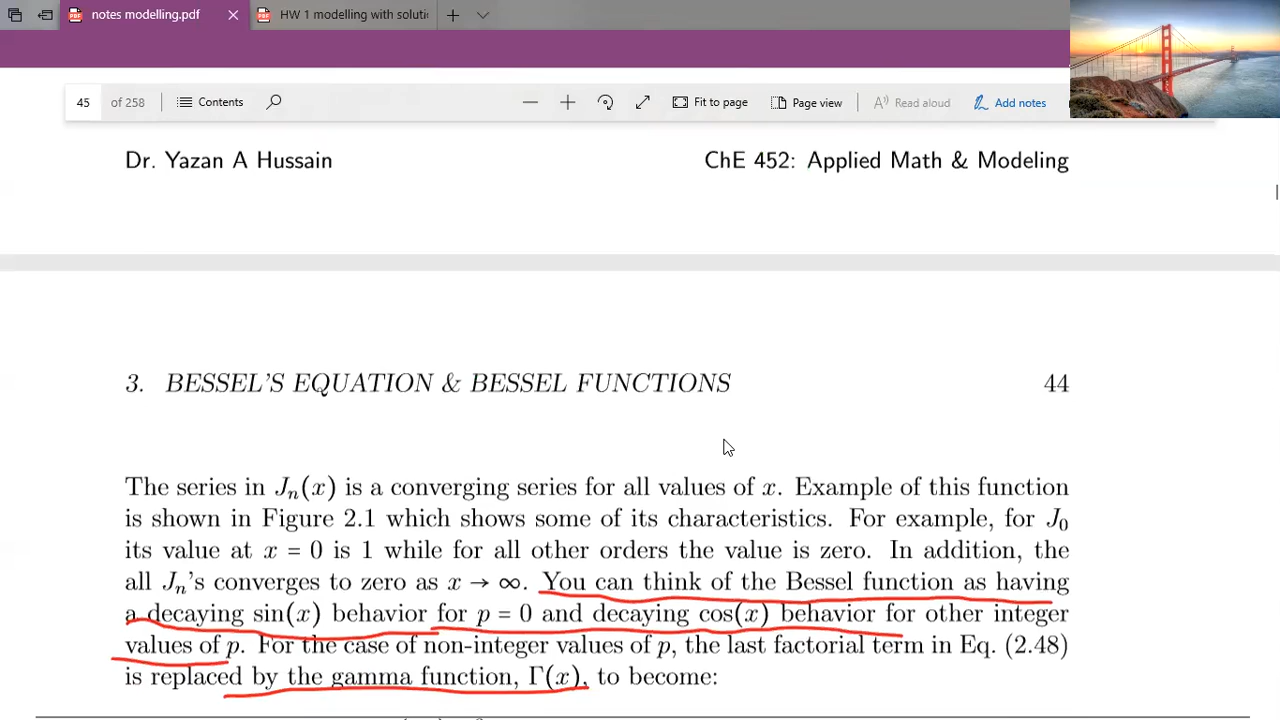 notes modelling.pdf
HW 1 modelling with soluti
45 of 258
Contents
Fit to page
Page view
Read aloud
Add notes
Dr. Yazan A Hussain
ChE 452: Applied Math & Modeling
3. BESSEL'S EQUATION & BESSEL FUNCTIONS 44
The series in Jₙ(x) is a converging series for all values of x. Example of this function
is shown in Figure 2.1 which shows some of its characteristics. For example, for J₀
its value at x = 0 is 1 while for all other orders the value is zero. In addition, the
all Jₙ's converges to zero as x → ∞. You can think of the Bessel function as having
a decaying sin(x) behavior for p = 0 and decaying cos(x) behavior for other integer
values of p. For the case of non-integer values of p, the last factorial term in Eq. (2.48)
is replaced by the gamma function, Γ(x), to become: